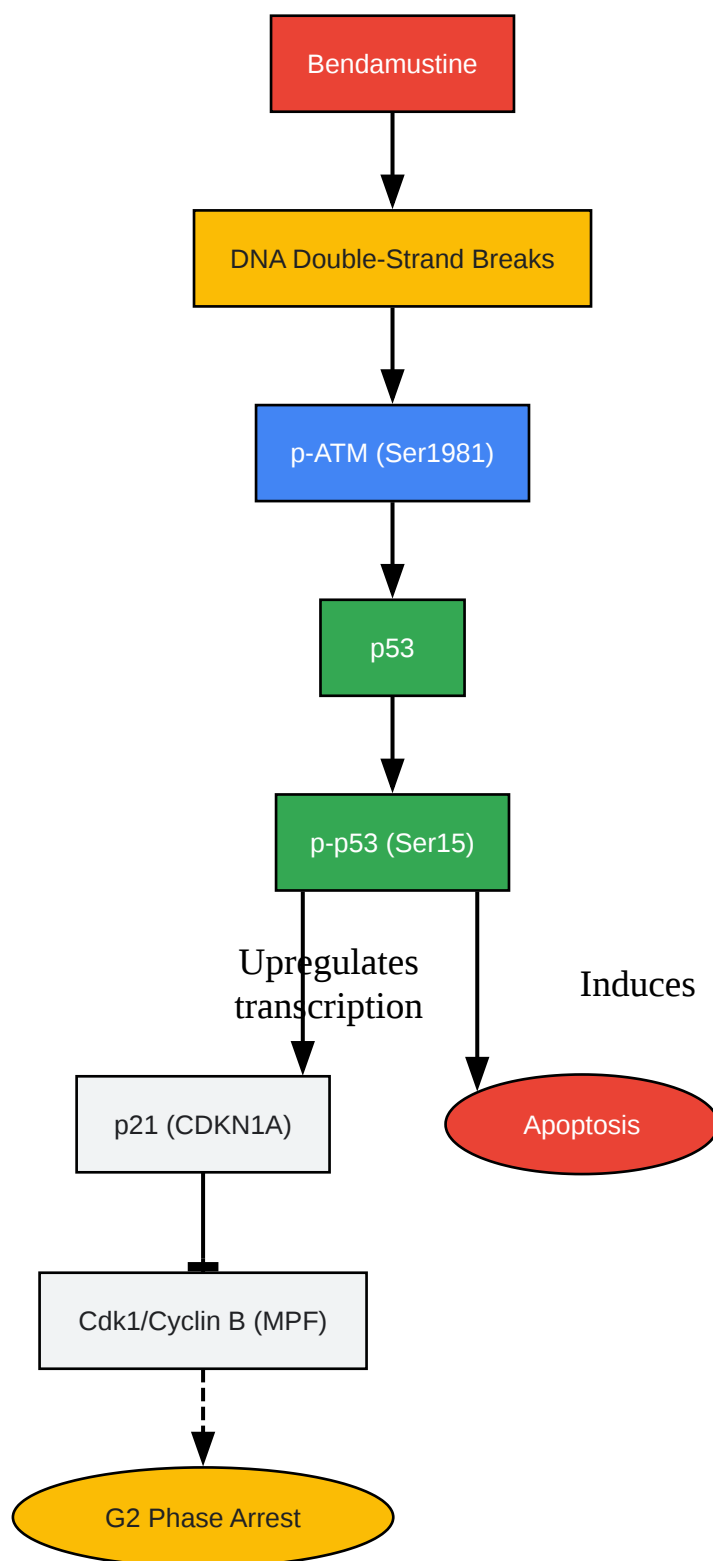 Bendamustine
DNA Double-Strand Breaks
p-ATM (Ser1981)
p53
p-p53 (Ser15)
Upregulates
transcription
Induces
p21 (CDKN1A)
Apoptosis
Cdk1/Cyclin B (MPF)
G2 Phase Arrest